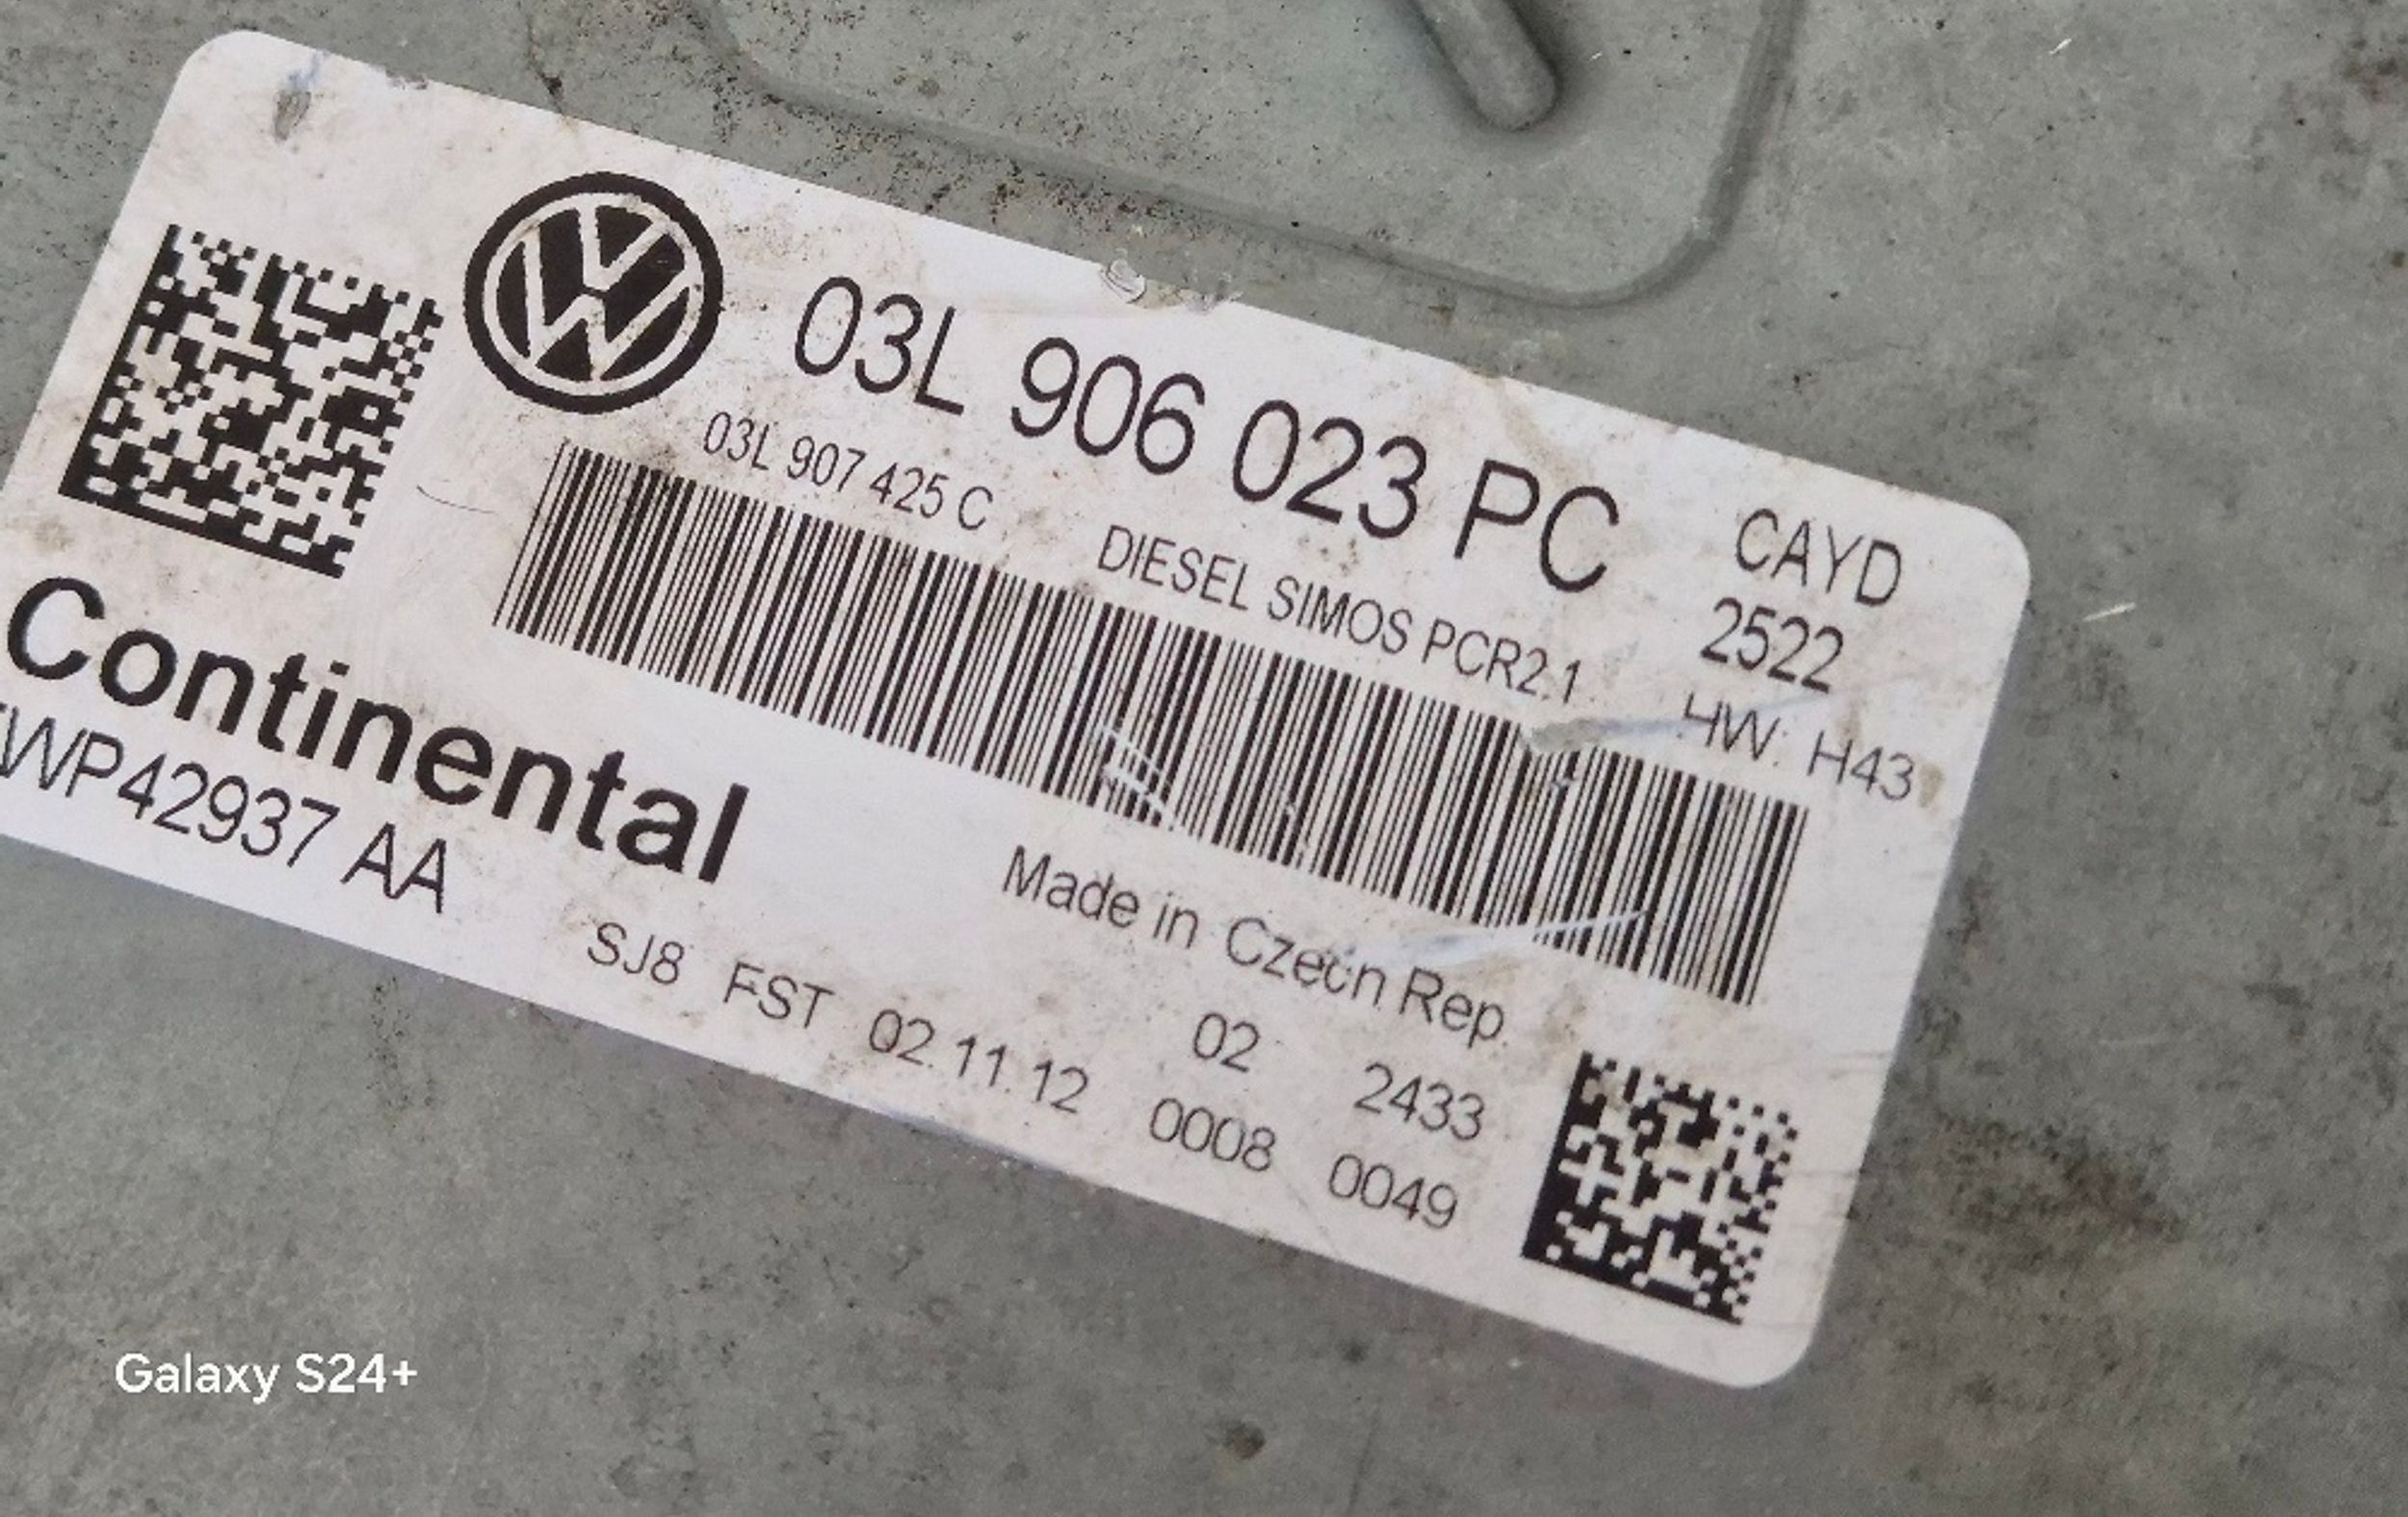 03L 906 023 PC CAYD
03L 907 425 C DIESEL SIMOS PCR2.1 2522
HW: H43
Continental
WP42937 AA
Made in Czech Rep.
02 2433
SJ8 FST 02.11.12 0008 0049
Galaxy S24+